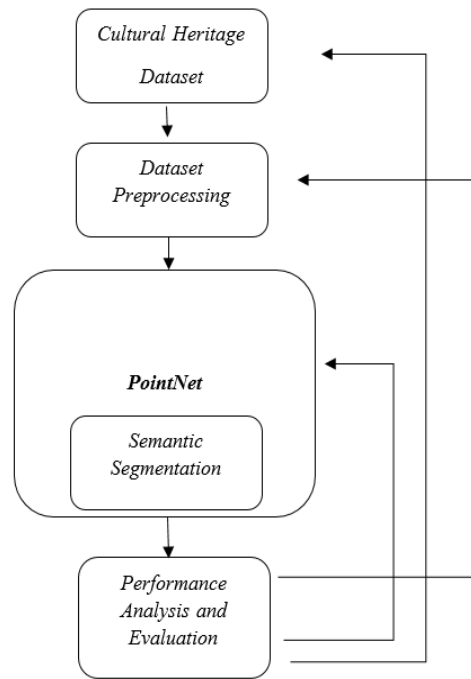 Cultural Heritage
Dataset
Dataset
Preprocessing
PointNet
Semantic
Segmentation
Performance
Analysis and
Evaluation